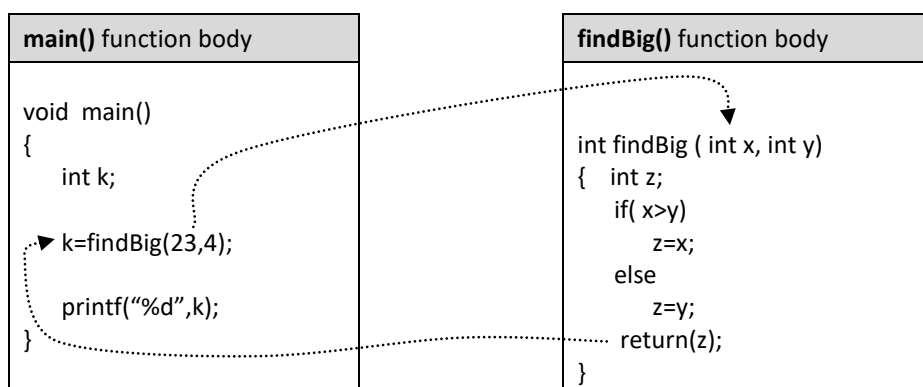 main() function body
void main()
{
int k;
k=findBig(23,4);
printf(“%d”,k);
}
findBig() function body
int findBig ( int x, int y)
{ int z;
if( x>y)
z=x;
else
z=y;
return(z);
}